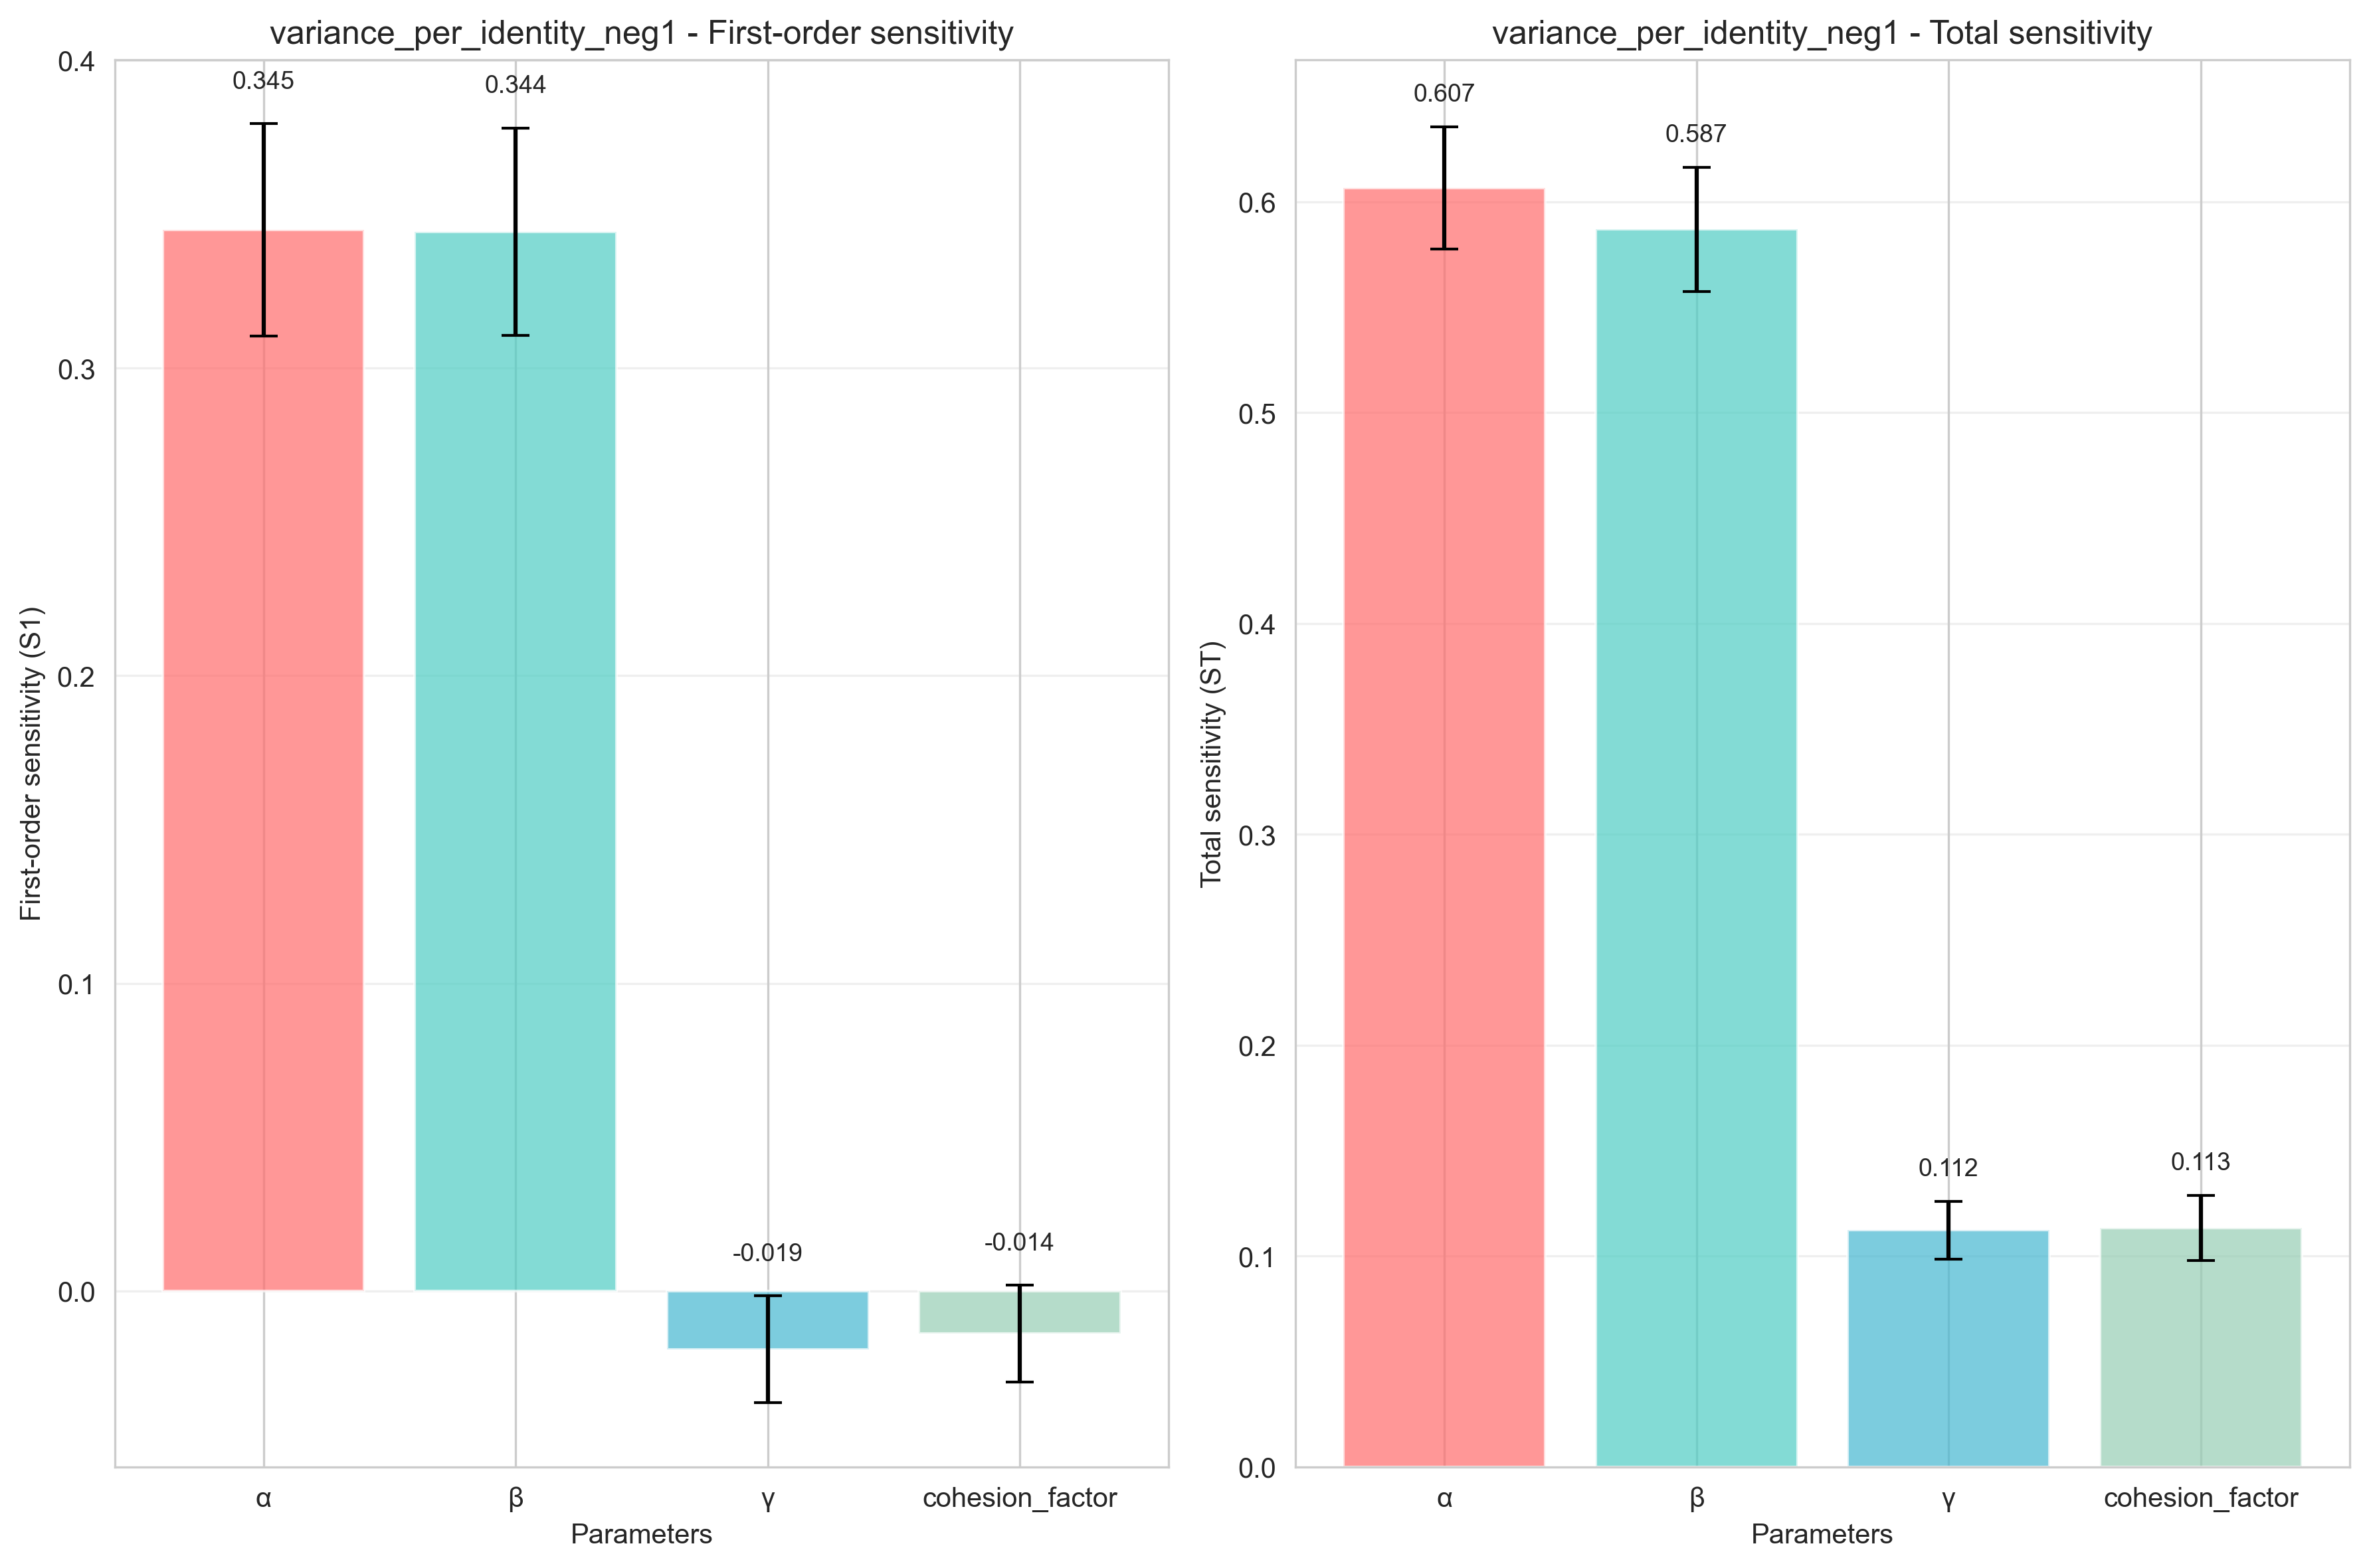 variance_per_identity_neg1 - First-order sensitivity
0.4
0.3
0.2
0.1
0.0
First-order sensitivity (S1)
0.345
0.344
-0.019
-0.014
α
β
γ
cohesion_factor
Parameters
variance_per_identity_neg1 - Total sensitivity
0.6
0.5
0.4
0.3
0.2
0.1
0.0
Total sensitivity (ST)
0.607
0.587
0.112
0.113
α
β
γ
cohesion_factor
Parameters